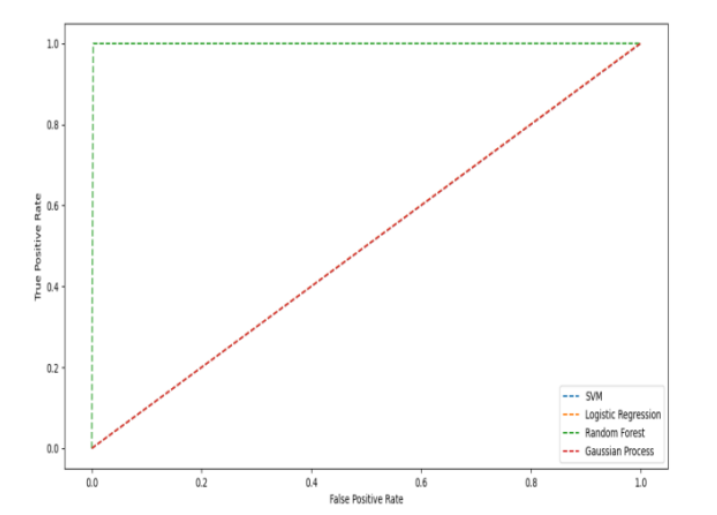 1.0
0.8
0.6
0.4
0.2
0.0
True Positive Rate
0.0 0.2 0.4 0.6 0.8 1.0
False Positive Rate
SVM
Logistic Regression
Random Forest
Gaussian Process